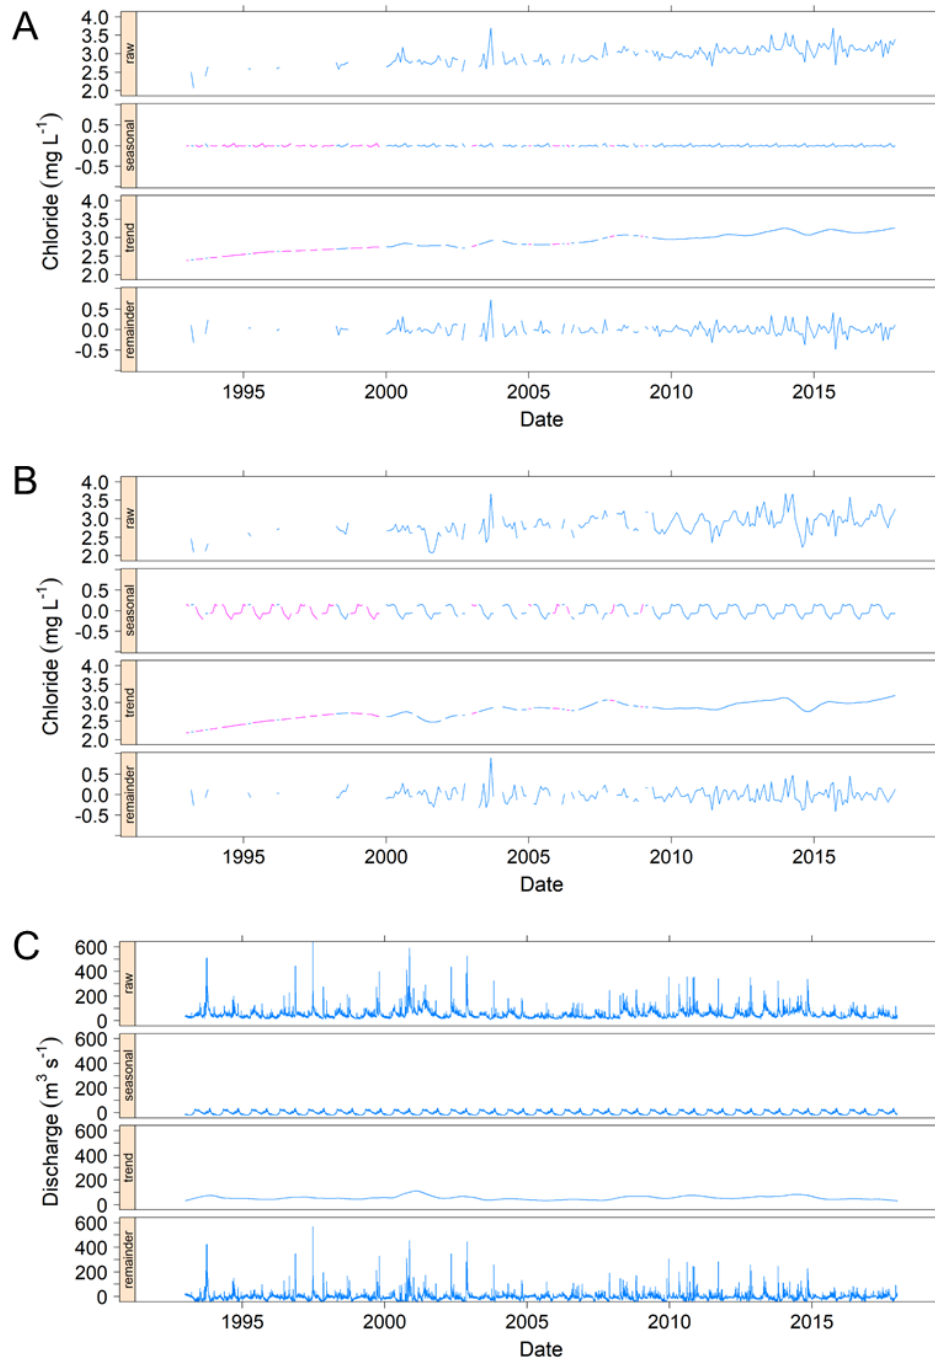 A
raw
4.0
3.5
3.0
2.5
2.0
seasonal
0.5
0.0
-0.5
Chloride (mg L⁻¹)
trend
4.0
3.5
3.0
2.5
2.0
remainder
0.5
0.0
-0.5
1995 2000 2005 2010 2015
Date
B
raw
4.0
3.5
3.0
2.5
2.0
seasonal
0.5
0.0
-0.5
Chloride (mg L⁻¹)
trend
4.0
3.5
3.0
2.5
2.0
remainder
0.5
0.0
-0.5
1995 2000 2005 2010 2015
Date
C
raw
600
400
200
0
seasonal
600
400
200
0
Discharge (m³ s⁻¹)
trend
600
400
200
0
remainder
600
400
200
0
1995 2000 2005 2010 2015
Date